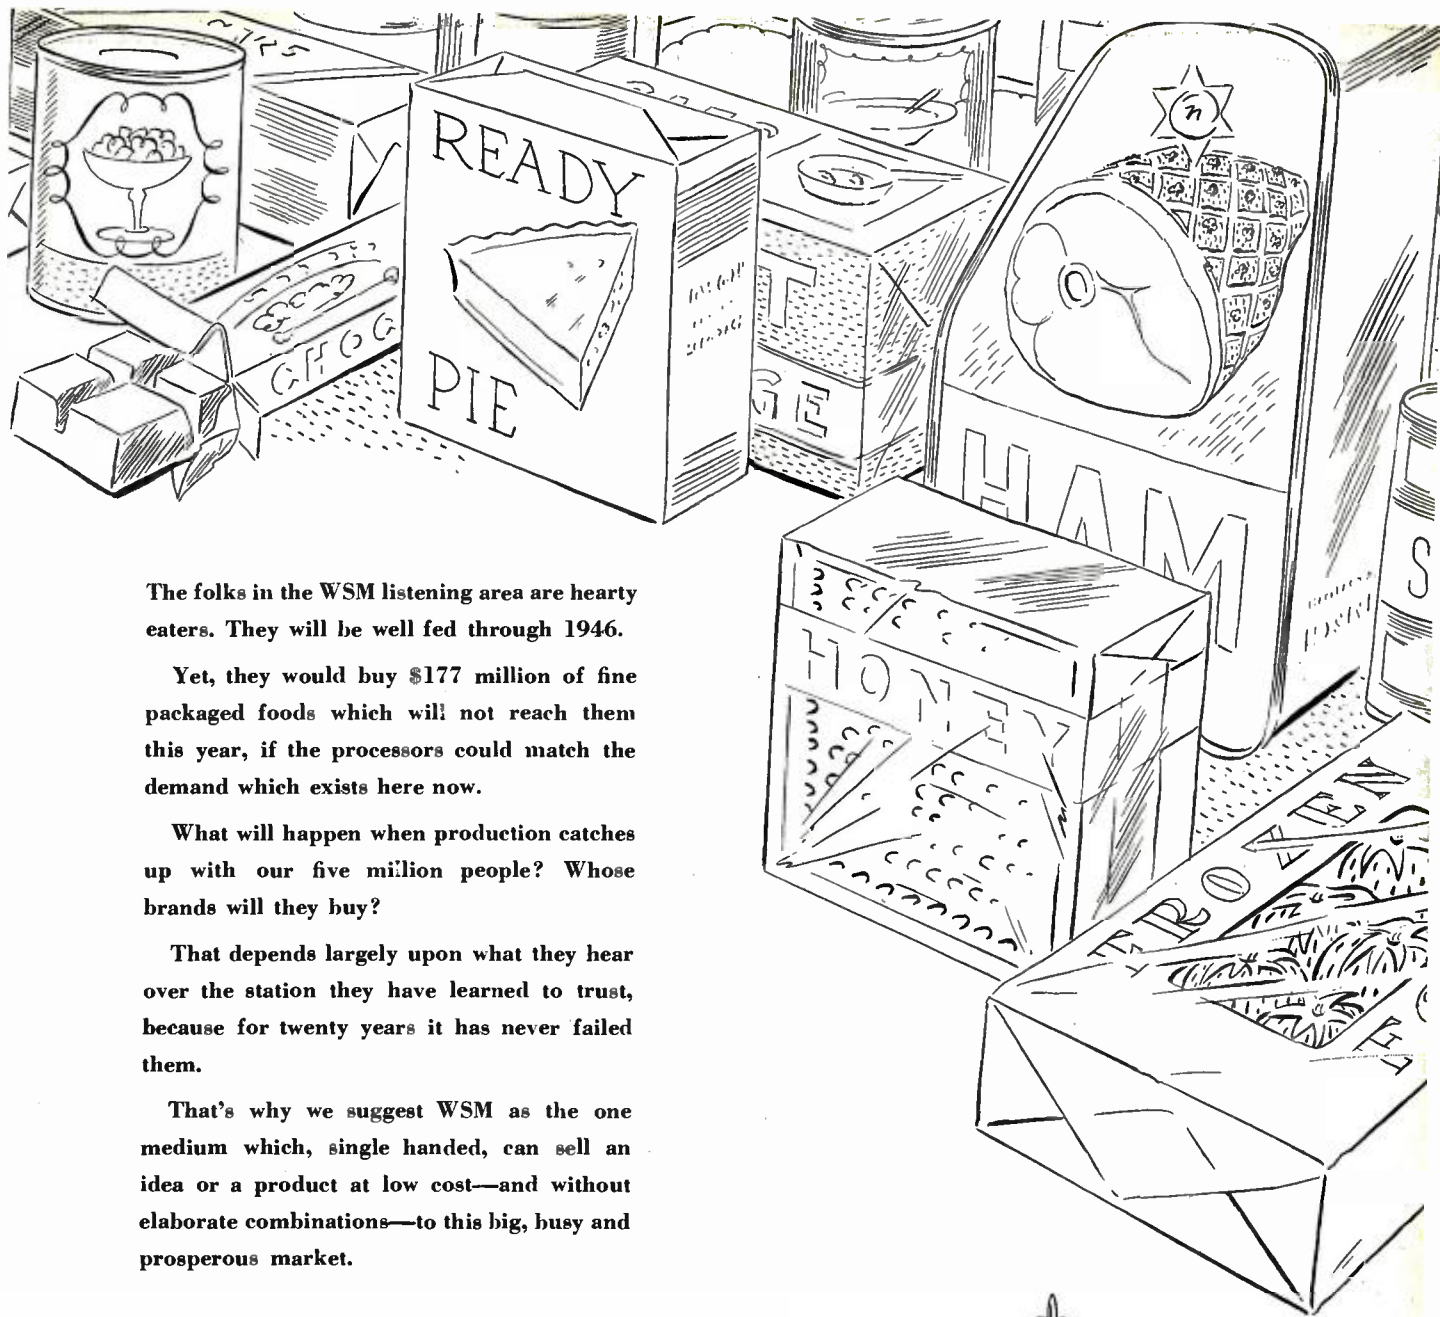 READY
PIE
CHOC
T
GE
HAM
HONEY
S
The folks in the WSM listening area are hearty
eaters. They will be well fed through 1946.
Yet, they would buy $177 million of fine
packaged foods which will not reach them
this year, if the processors could match the
demand which exists here now.
What will happen when production catches
up with our five million people? Whose
brands will they buy?
That depends largely upon what they hear
over the station they have learned to trust,
because for twenty years it has never failed
them.
That's why we suggest WSM as the one
medium which, single handed, can sell an
idea or a product at low cost—and without
elaborate combinations—to this big, busy and
prosperous market.